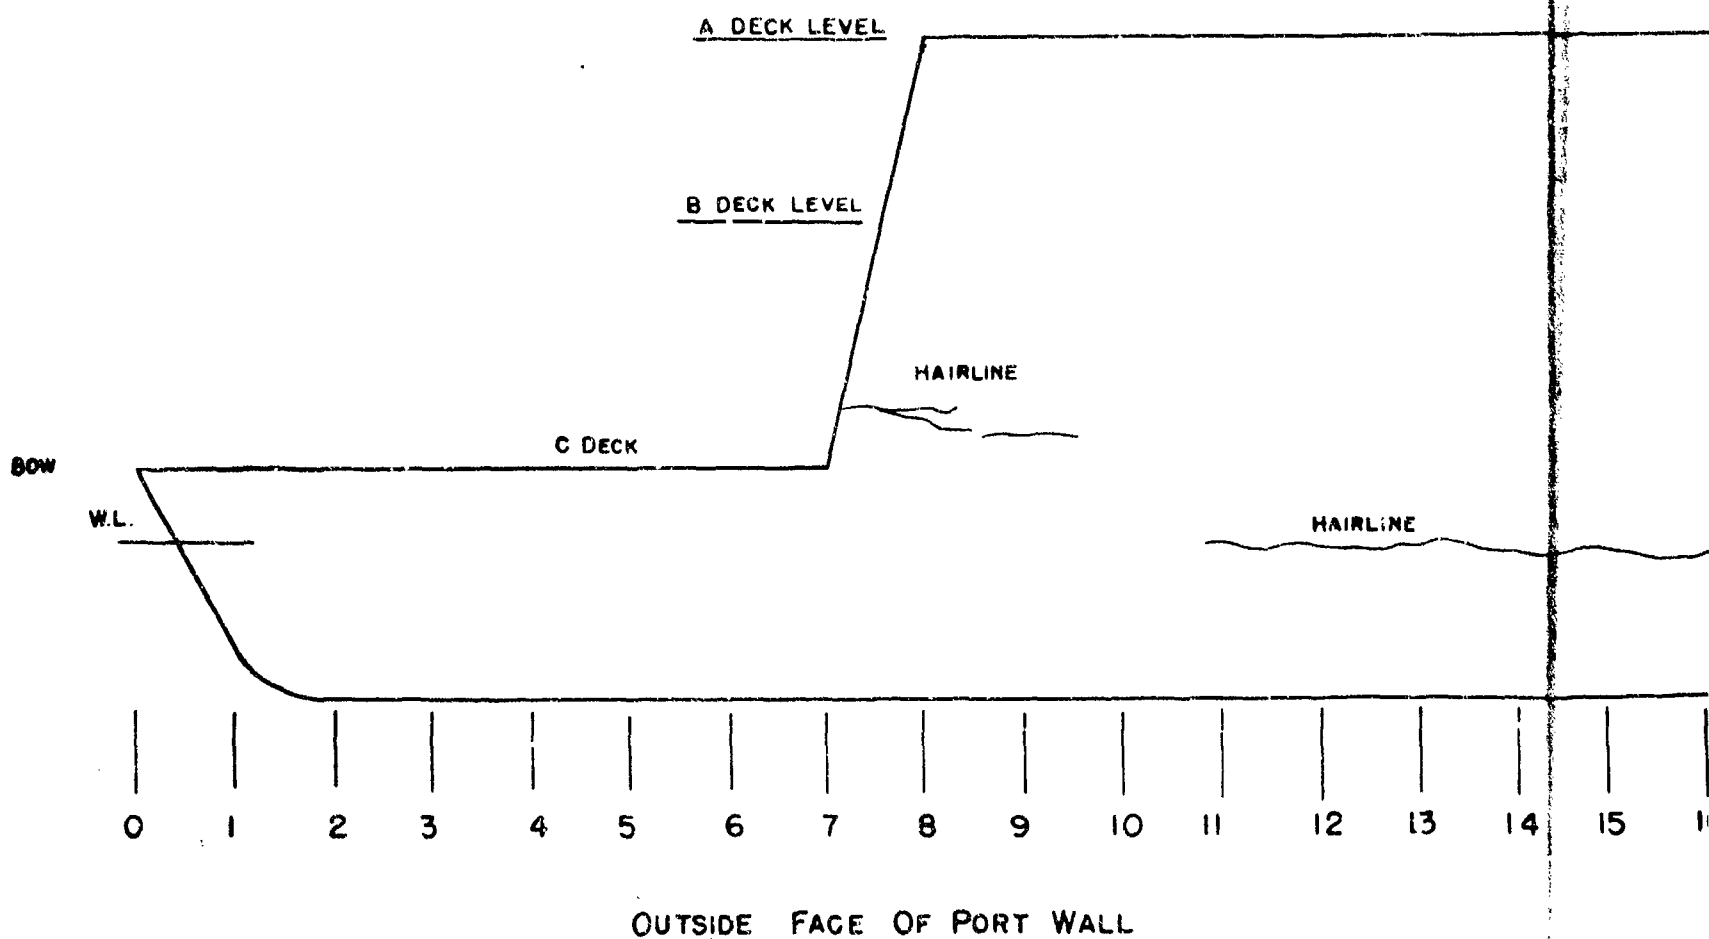 A DECK LEVEL
B DECK LEVEL
HAIRLINE
C DECK
BOW
W.L.
HAIRLINE
0 1 2 3 4 5 6 7 8 9 10 11 12 13 14 15
OUTSIDE FACE OF PORT WALL